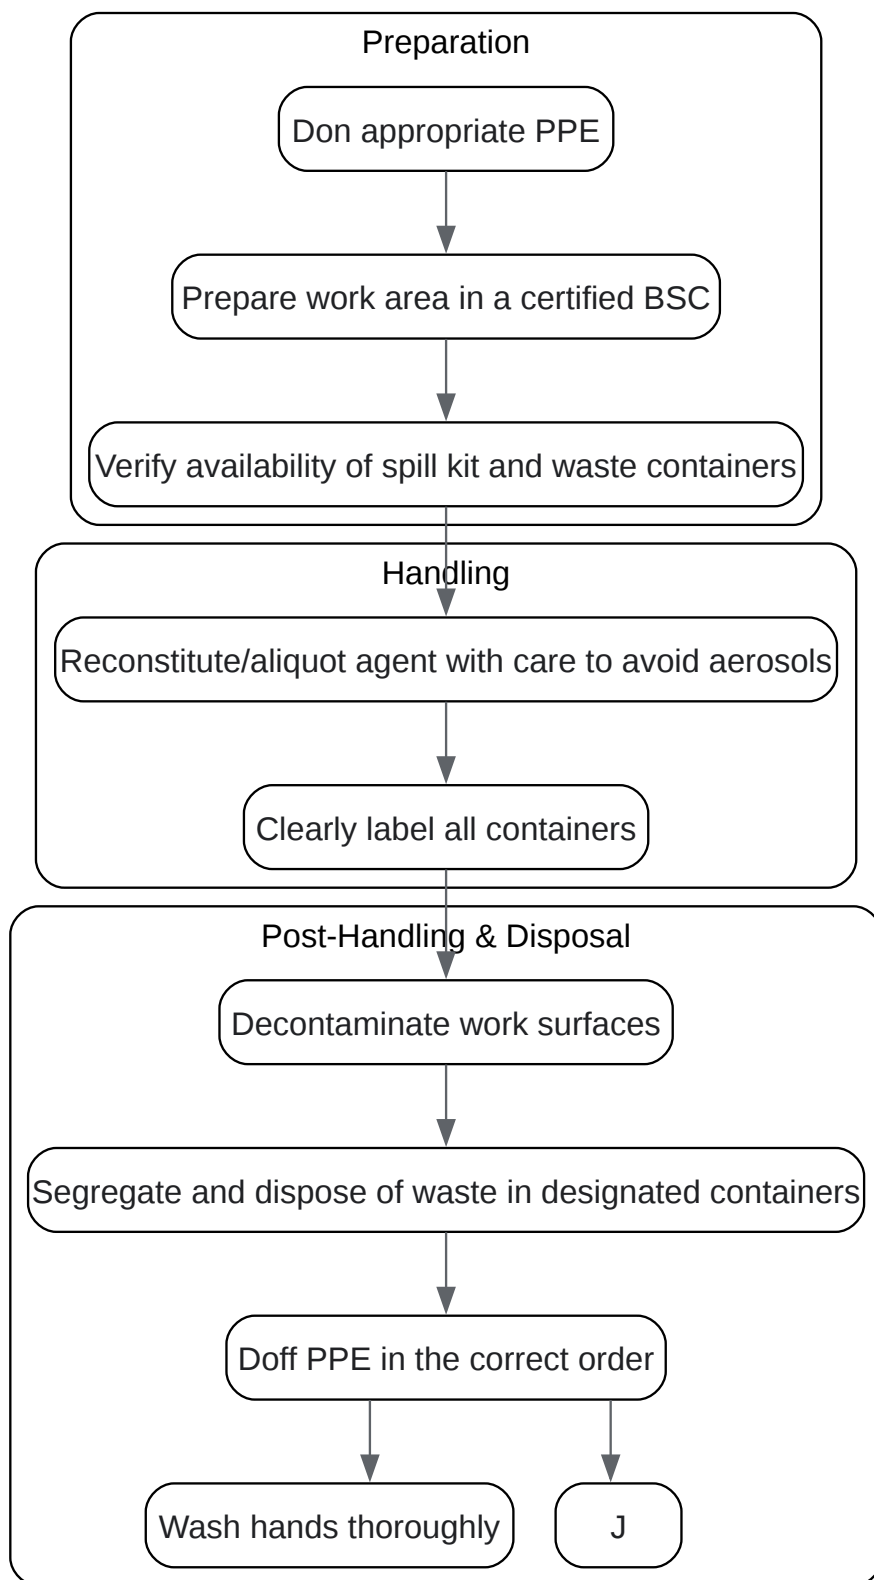 Preparation
Don appropriate PPE
Prepare work area in a certified BSC
Verify availability of spill kit and waste containers
Handling
Reconstitute/aliquot agent with care to avoid aerosols
Clearly label all containers
Post-Handling & Disposal
Decontaminate work surfaces
Segregate and dispose of waste in designated containers
Doff PPE in the correct order
Wash hands thoroughly
J